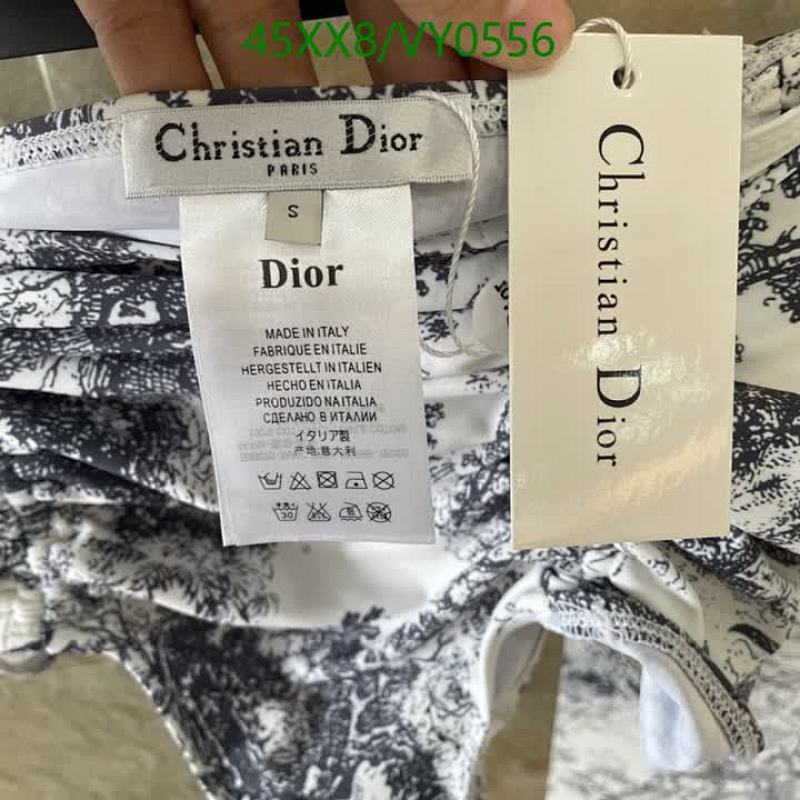 45XX8/VY0556
Christian Dior
PARIS
S
Dior
MADE IN ITALY
FABRIQUE EN ITALIE
HERGESTELLT IN ITALIEN
HECHO EN ITALIA
PRODUZIDO NA ITALIA
СДЕЛАНО В ИТАЛИИ
イタリア製
产地:意大利
30
Christian Dior